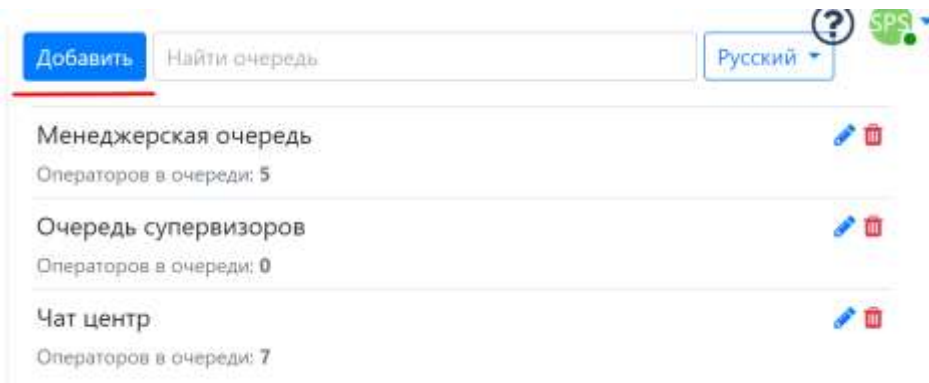 Добавить Найти очередь Русский ? SPS
Менеджерская очередь
Операторов в очереди: 5
Очередь супервизоров
Операторов в очереди: 0
Чат центр
Операторов в очереди: 7